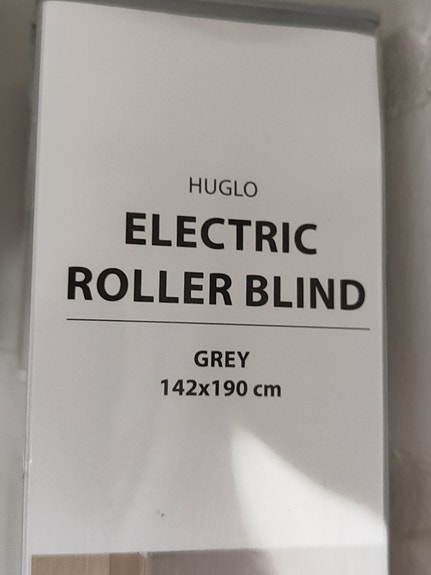 HUGLO
ELECTRIC
ROLLER BLIND
GREY
142x190 cm